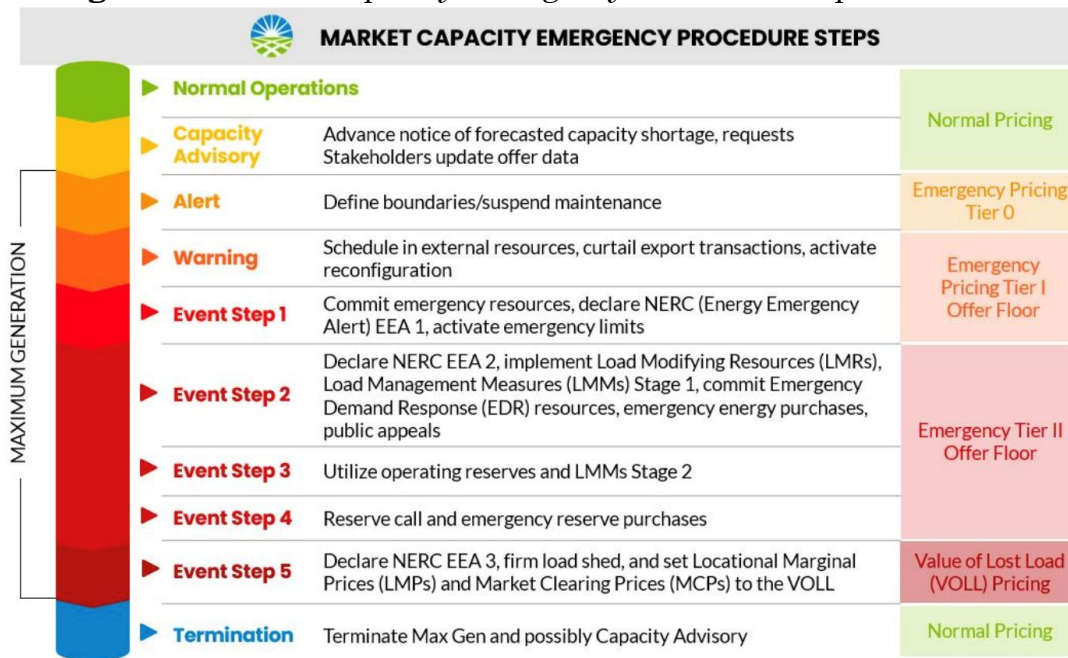 MARKET CAPACITY EMERGENCY PROCEDURE STEPS
Normal Operations
Normal Pricing
Capacity
Advisory
Advance notice of forecasted capacity shortage, requests
Stakeholders update offer data
MAXIMUM GENERATION
Alert
Define boundaries/suspend maintenance
Emergency Pricing
Tier 0
Warning
Schedule in external resources, curtail export transactions, activate
reconfiguration
Emergency
Pricing Tier I
Offer Floor
Event Step 1
Commit emergency resources, declare NERC (Energy Emergency
Alert) EEA 1, activate emergency limits
Event Step 2
Declare NERC EEA 2, implement Load Modifying Resources (LMRs),
Load Management Measures (LMMs) Stage 1, commit Emergency
Demand Response (EDR) resources, emergency energy purchases,
public appeals
Emergency Tier II
Offer Floor
Event Step 3
Utilize operating reserves and LMMs Stage 2
Event Step 4
Reserve call and emergency reserve purchases
Event Step 5
Declare NERC EEA 3, firm load shed, and set Locational Marginal
Prices (LMPs) and Market Clearing Prices (MCPs) to the VOLL
Value of Lost Load
(VOLL) Pricing
Termination
Terminate Max Gen and possibly Capacity Advisory
Normal Pricing